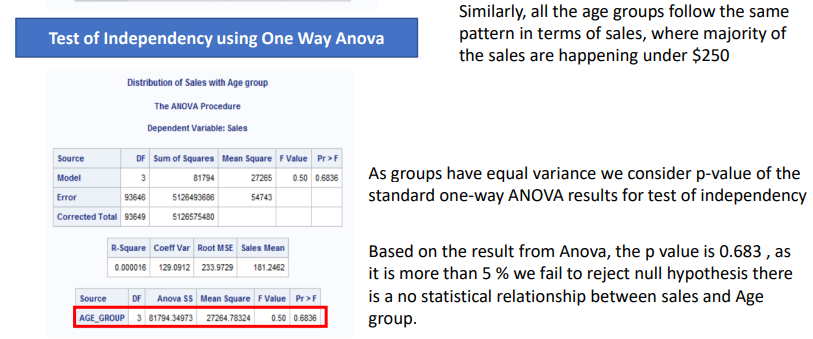 Similarly, all the age groups follow the same
pattern in terms of sales, where majority of
the sales are happening under $250
Test of Independency using One Way Anova
Distribution of Sales with Age group
The ANOVA Procedure
Dependent Variable: Sales
Source DF Sum of Squares Mean Square F Value Pr > F
Model 3 81794 27265 0.50 0.6836
Error 93646 5126493686 54743
Corrected Total 93649 5126575480
R-Square Coeff Var Root MSE Sales Mean
0.000016 129.0912 233.9729 181.2462
Source DF Anova SS Mean Square F Value Pr > F
AGE_GROUP 3 81794.34973 27264.78324 0.50 0.6836
As groups have equal variance we consider p-value of the
standard one-way ANOVA results for test of independency
Based on the result from Anova, the p value is 0.683 , as
it is more than 5 % we fail to reject null hypothesis there
is a no statistical relationship between sales and Age
group.